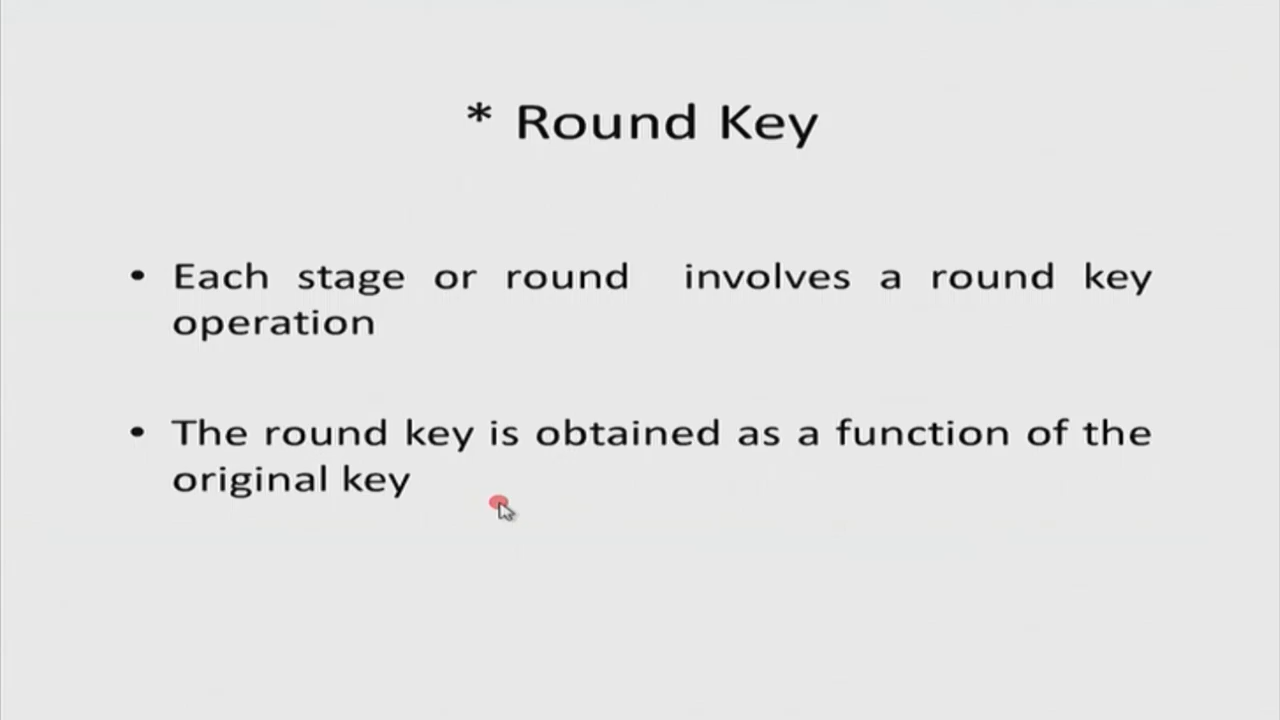 * Round Key
• Each stage or round involves a round key
operation
• The round key is obtained as a function of the
original key